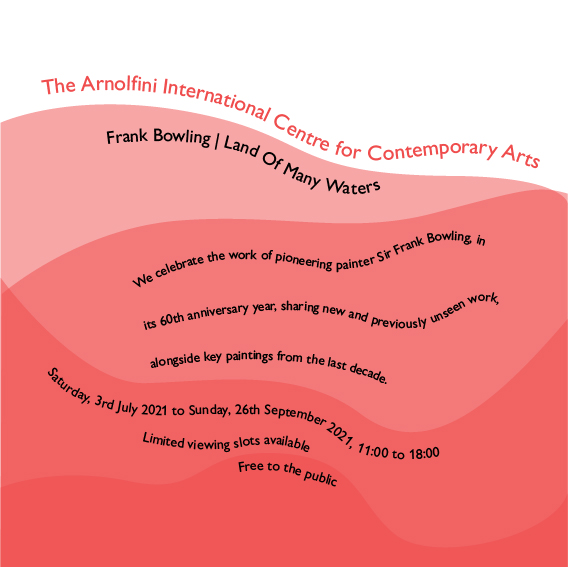 The Arnolfini International Centre for Contemporary Arts
Frank Bowling | Land Of Many Waters
We celebrate the work of pioneering painter Sir Frank Bowling, in
its 60th anniversary year, sharing new and previously unseen work,
alongside key paintings from the last decade.
Saturday, 3rd July 2021 to Sunday, 26th September 2021, 11:00 to 18:00
Limited viewing slots available
Free to the public